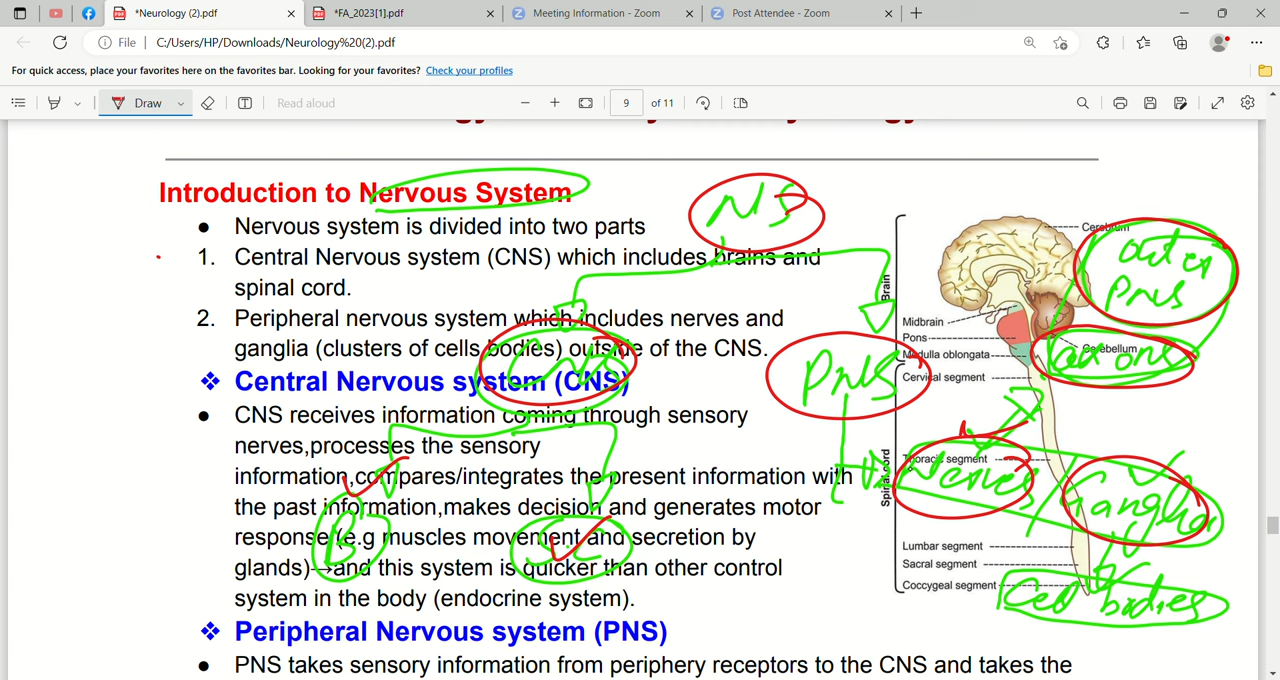 *Neurology (2).pdf
*FA_2023[1].pdf
Meeting Information - Zoom
Post Attendee - Zoom
File
C:/Users/HP/Downloads/Neurology%20(2).pdf
For quick access, place your favorites here on the favorites bar. Looking for your favorites? Check your profiles
Draw
Read aloud
9 of 11
Introduction to Nervous System
● Nervous system is divided into two parts
1. Central Nervous system (CNS) which includes brains and
spinal cord.
2. Periphral nervous system which includes nerves and
ganglia (clusters of cells bodies) outside of the CNS.
❖ Central Nervous system (CNS)
● CNS receives information coming through sensory
nerves,processes the sensory
information,compares/integrates the present information with
the past information,makes decision and generates motor
response (e.g muscles movement and secretion by
glands)→and this system is quicker than other control
system in the body (endocrine system).
❖ Peripheral Nervous system (PNS)
● PNS takes sensory information from periphery receptors to the CNS and takes the
NS
CNS
PNS
B
SC
Nerves / Ganglia
Cell bodies
Axons
PNS
Brain
Cerebrum
Midbrain
Pons
Medulla oblongata
Cerebellum
Spinal cord
Cervical segment
Thoracic segment
Lumbar segment
Sacral segment
Coccygeal segment